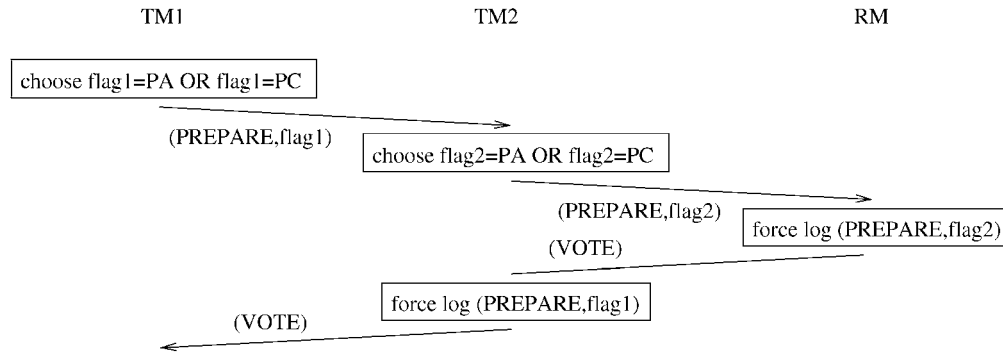 TM1 TM2 RM
choose flag1=PA OR flag1=PC
(PREPARE,flag1)
choose flag2=PA OR flag2=PC
(PREPARE,flag2)
force log (PREPARE,flag2)
(VOTE)
force log (PREPARE,flag1)
(VOTE)